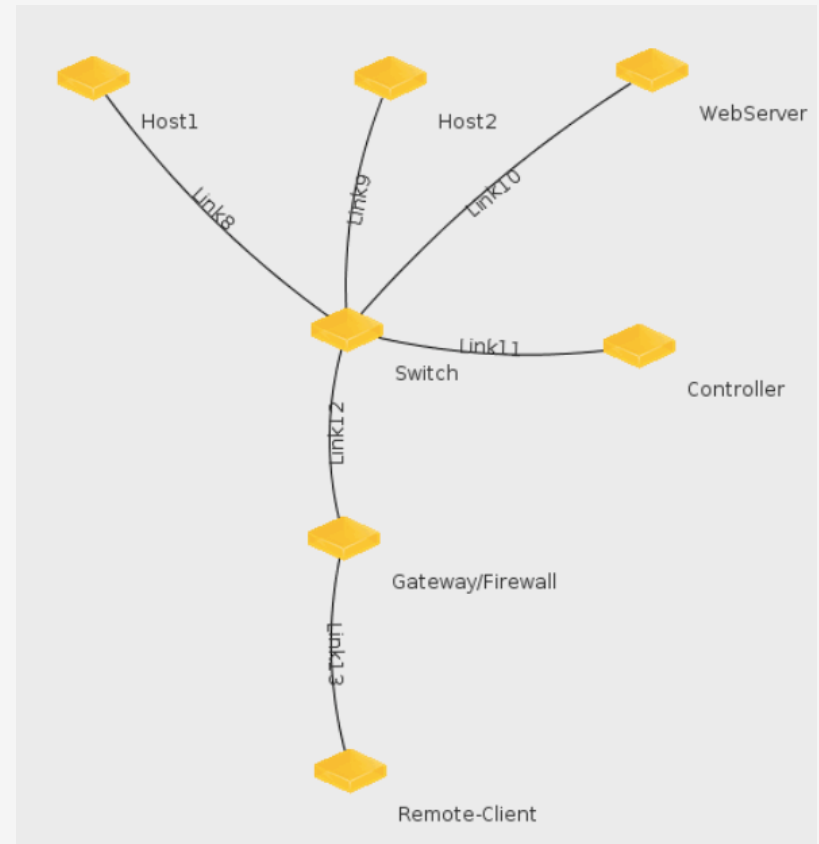 Host1
Host2
WebServer
Link8
Link9
Link10
Switch
Link11
Controller
Link12
Gateway/Firewall
Link13
Remote-Client